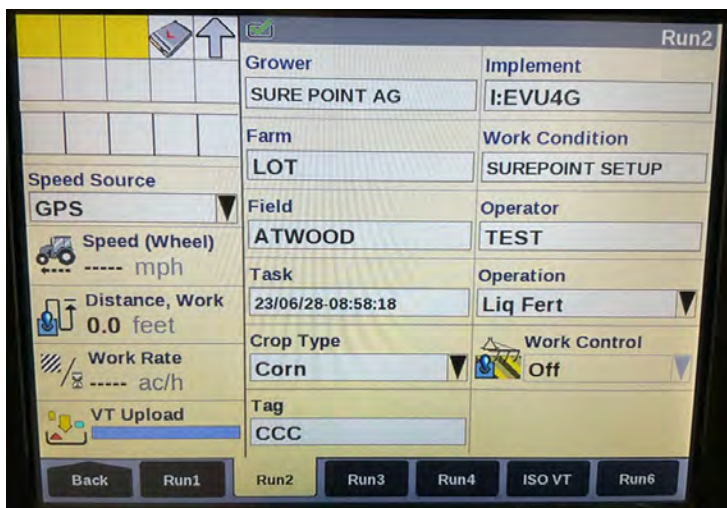 Run2
Speed Source
GPS
Speed (Wheel)
----- mph
Distance, Work
0.0 feet
Work Rate
----- ac/h
VT Upload
Grower
SURE POINT AG
Farm
LOT
Field
ATWOOD
Task
23/06/28-08:58:18
Crop Type
Corn
Tag
CCC
Implement
I:EVU4G
Work Condition
SUREPOINT SETUP
Operator
TEST
Operation
Liq Fert
Work Control
Off
Back Run1 Run2 Run3 Run4 ISO VT Run6